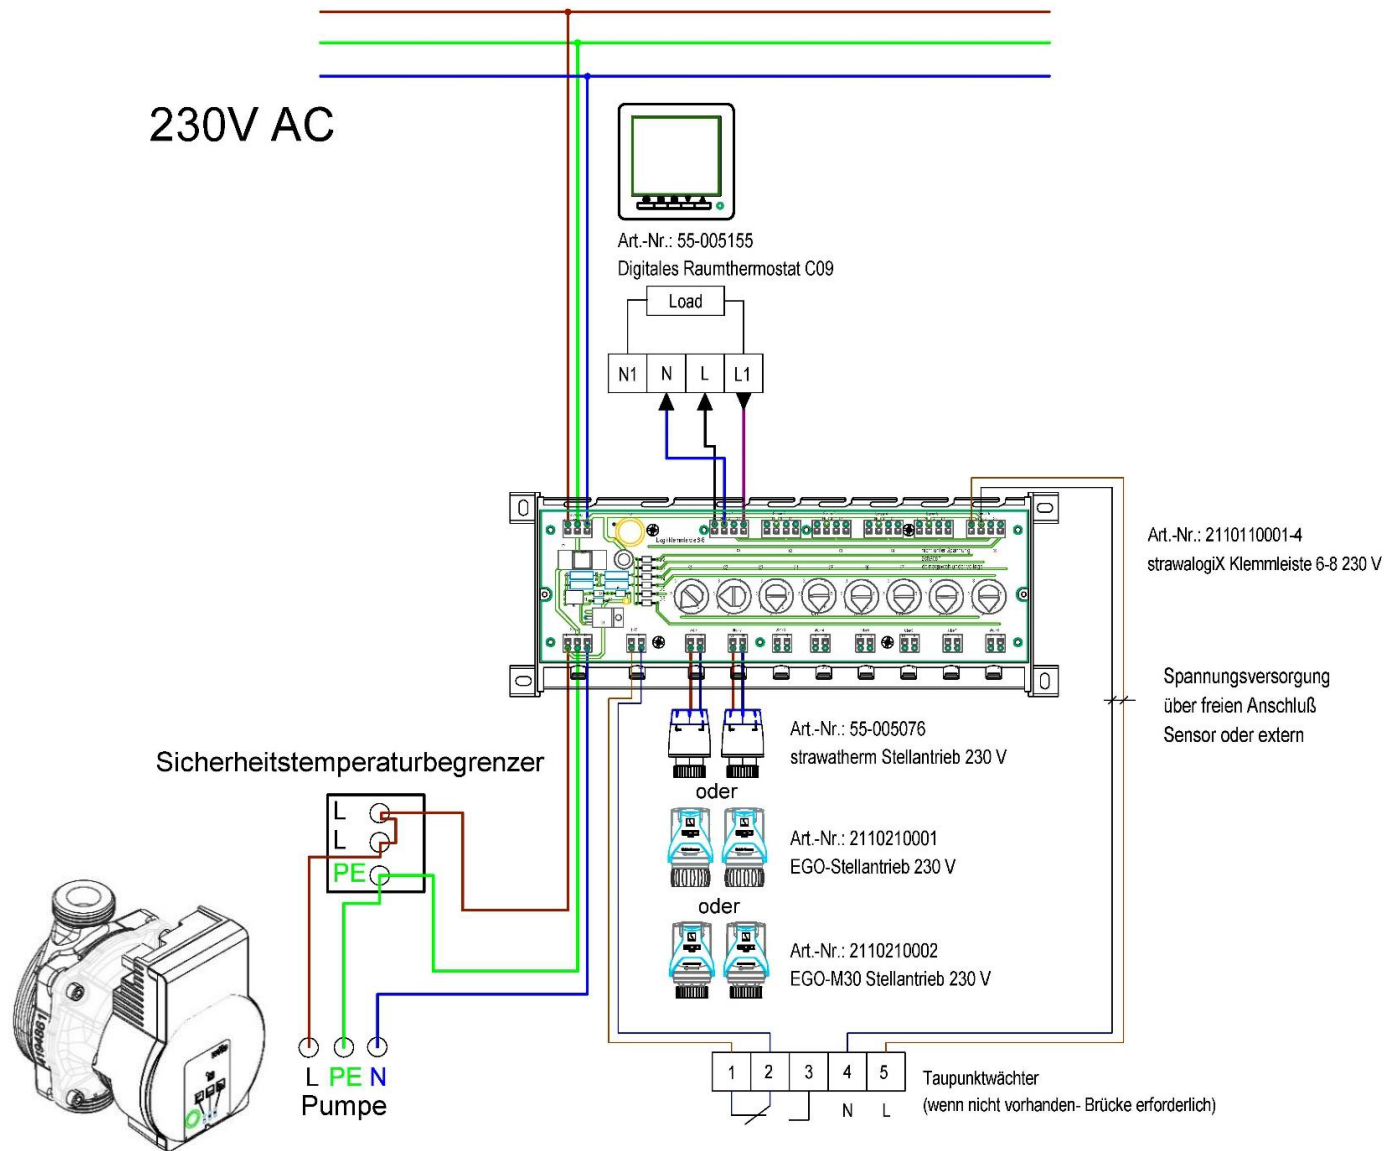 230V AC
Art.-Nr.: 55-005155
Digitales Raumthermostat C09
Load
N1 N L L1
Art.-Nr.: 2110110001-4
strawalogiX Klemmleiste 6-8 230 V
Spannungsversorgung
über freien Anschluß
Sensor oder extern
Art.-Nr.: 55-005076
strawatherm Stellantrieb 230 V
oder
Sicherheitstemperaturbegrenzer
L
L
PE
Art.-Nr.: 2110210001
EGO-Stellantrieb 230 V
oder
Art.-Nr.: 2110210002
EGO-M30 Stellantrieb 230 V
4194861
L PE N
Pumpe
1 2 3 4 5
N L
Taupunktwächter
(wenn nicht vorhanden- Brücke erforderlich)